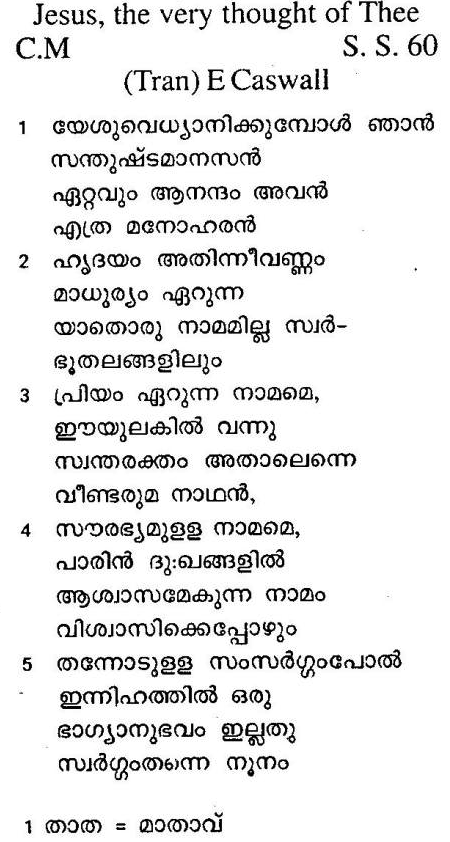 Jesus, the very thought of Thee
C.M S. S. 60
(Tran) E Caswall
1 യേശുവെധ്യാനിക്കുമ്പോൾ ഞാൻ
സന്തുഷ്ടമാനസൻ
ഏറ്റവും ആനന്ദം അവൻ
എത്ര മനോഹരൻ
2 ഹൃദയം അതിന്നീവണ്ണം
മാധുര്യം ഏറുന്ന
യാതൊരു നാമമില്ല സ്വർ-
ഭൂതലങ്ങളിലും
3 പ്രിയം ഏറുന്ന നാമമെ,
ഈയുലകിൽ വന്നു
സ്വന്തരക്തം അതാലെന്നെ
വീണ്ടരുമ നാഥൻ,
4 സൗരഭ്യമുളള നാമമെ,
പാരിൻ ദുഃഖങ്ങളിൽ
ആശ്വാസമേകുന്ന നാമം
വിശ്വാസിക്കെപ്പോഴും
5 തന്നോടുളള സംസർഗ്ഗംപോൽ
ഇന്നിഹത്തിൽ ഒരു
ഭാഗ്യാനുഭവം ഇല്ലതു
സ്വർഗ്ഗംതന്നെ നൂനം
1 താത = മാതാവ്